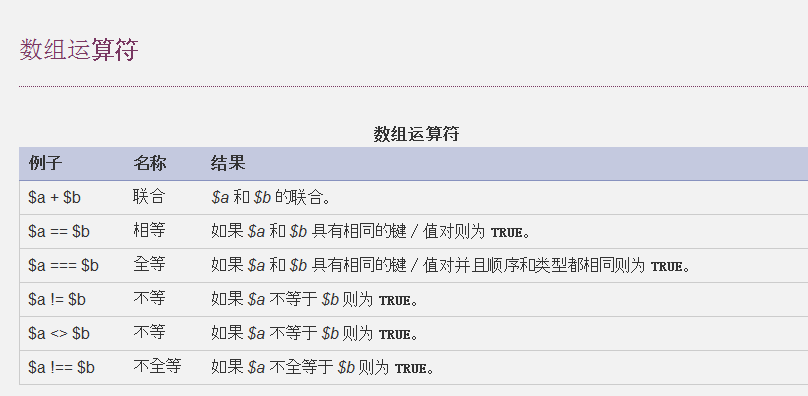 数组运算符
数组运算符
例子 名称 结果
$a + $b 联合 $a 和 $b 的联合。
$a == $b 相等 如果 $a 和 $b 具有相同的键／值对则为 TRUE。
$a === $b 全等 如果 $a 和 $b 具有相同的键／值对并且顺序和类型都相同则为 TRUE。
$a != $b 不等 如果 $a 不等于 $b 则为 TRUE。
$a <> $b 不等 如果 $a 不等于 $b 则为 TRUE。
$a !== $b 不全等 如果 $a 不全等于 $b 则为 TRUE。